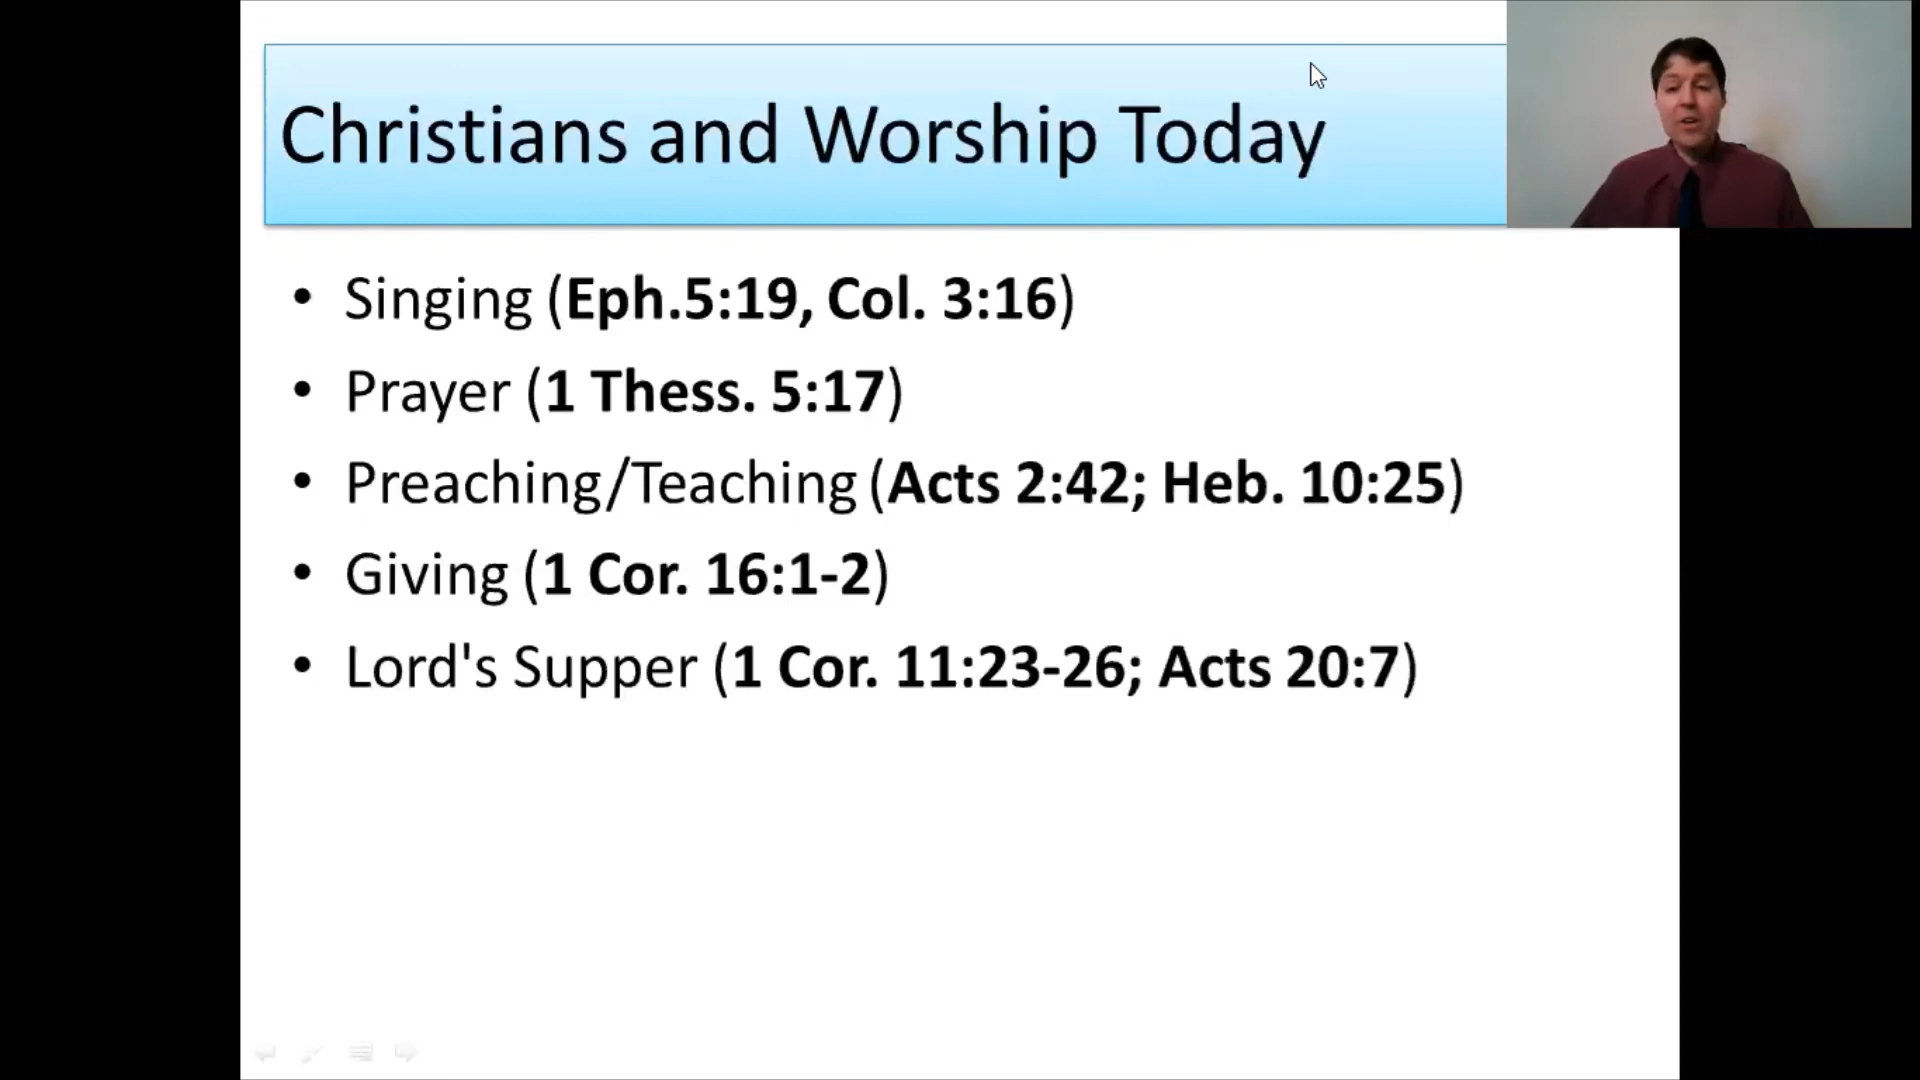 Christians and Worship Today
• Singing (Eph.5:19, Col. 3:16)
• Prayer (1 Thess. 5:17)
• Preaching/Teaching (Acts 2:42; Heb. 10:25)
• Giving (1 Cor. 16:1-2)
• Lord's Supper (1 Cor. 11:23-26; Acts 20:7)